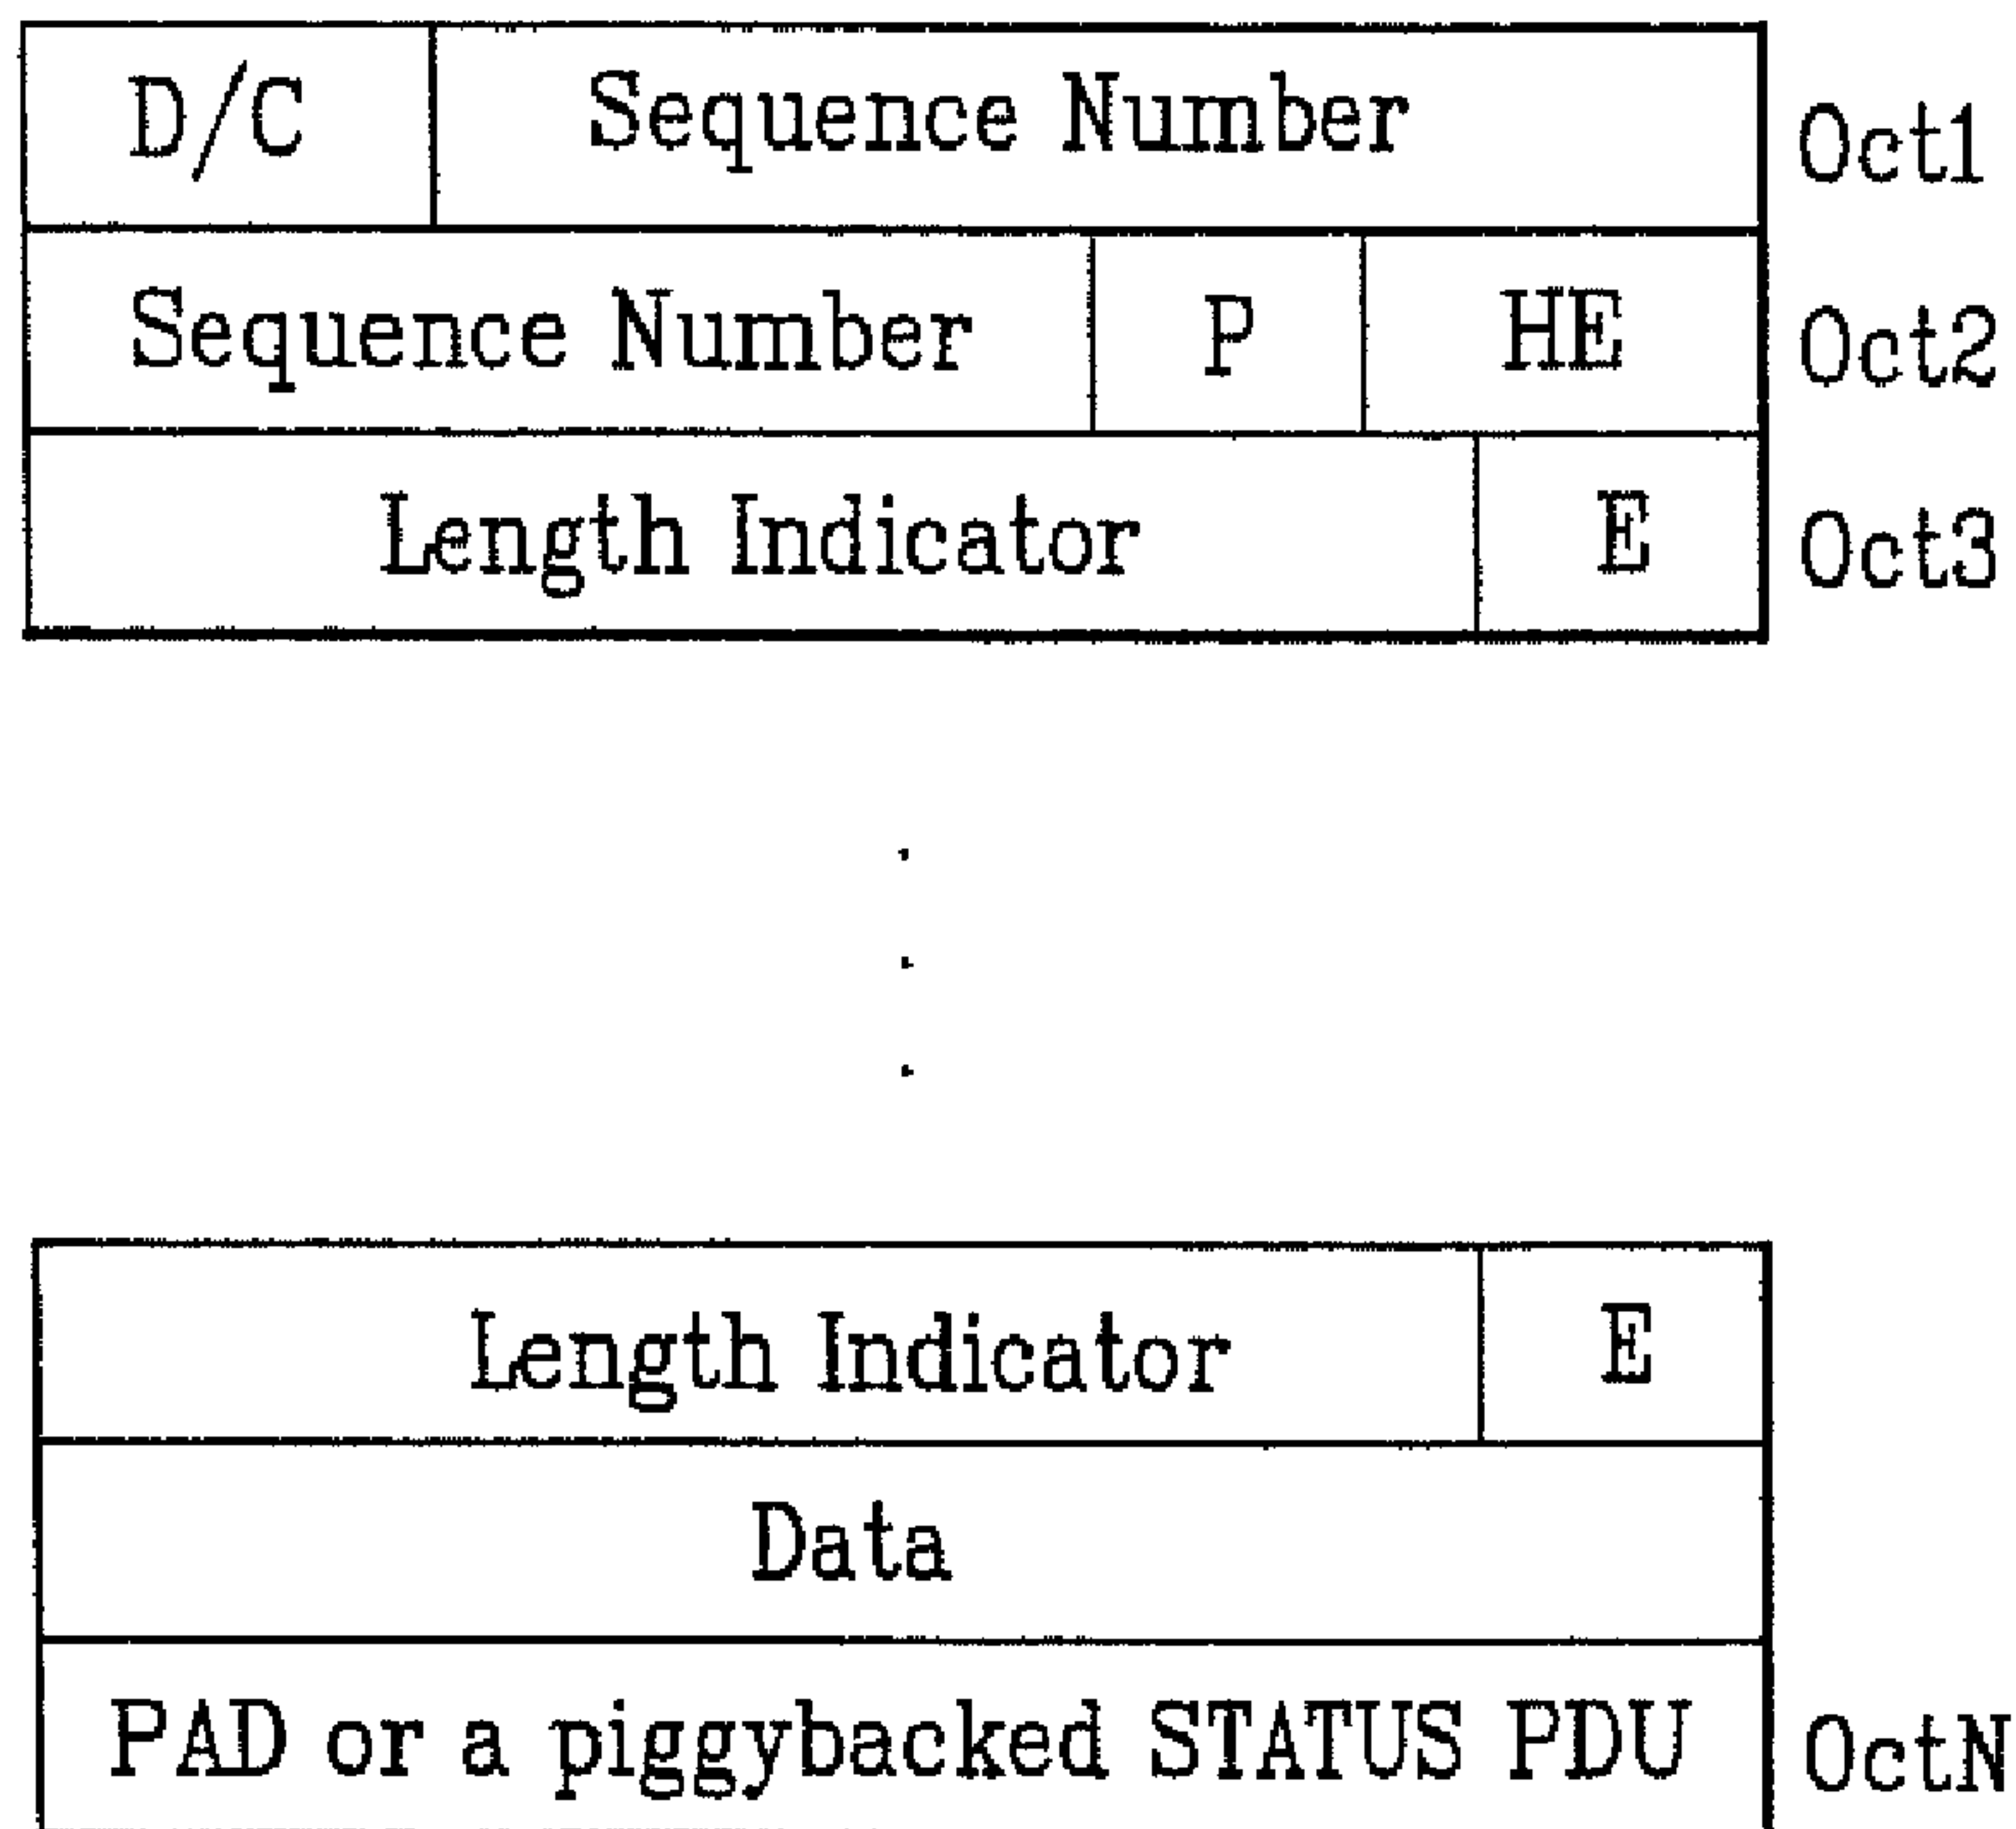 D/C Sequence Number Oct1
Sequence Number P HE Oct2
Length Indicator E Oct3
Length Indicator E
Data
PAD or a piggybacked STATUS PDU OctN